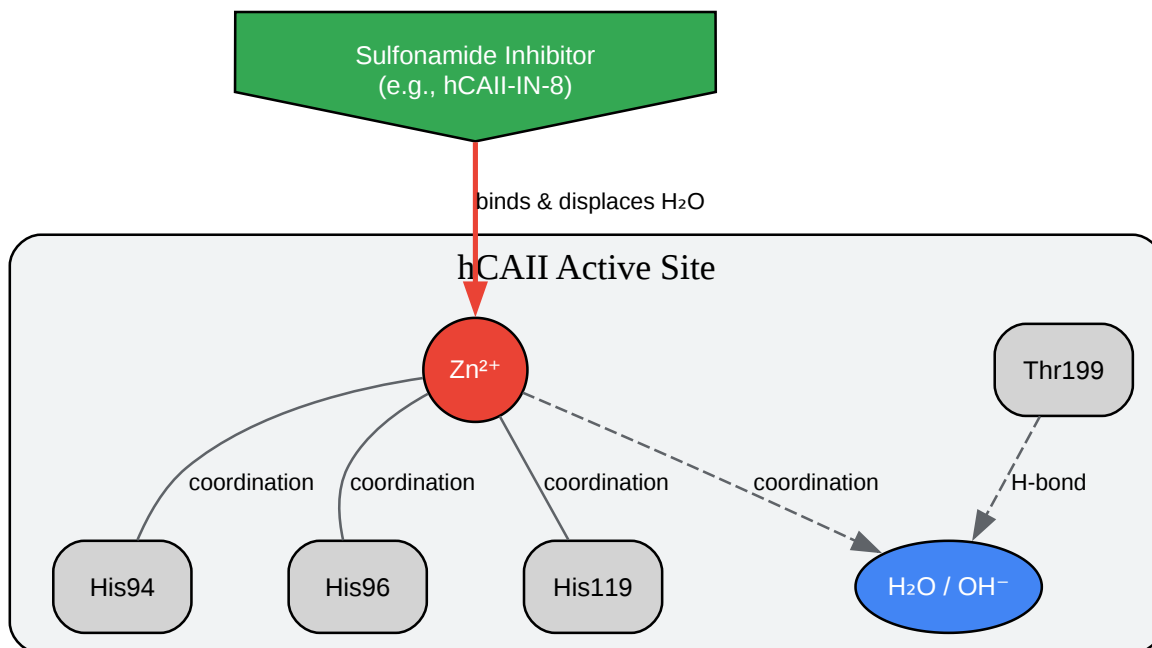 Sulfonamide Inhibitor
(e.g., hCAII-IN-8)
binds & displaces H₂O
hCAII Active Site
Zn²⁺
Thr199
coordination
coordination
coordination
coordination
H-bond
His94
His96
His119
H₂O / OH⁻